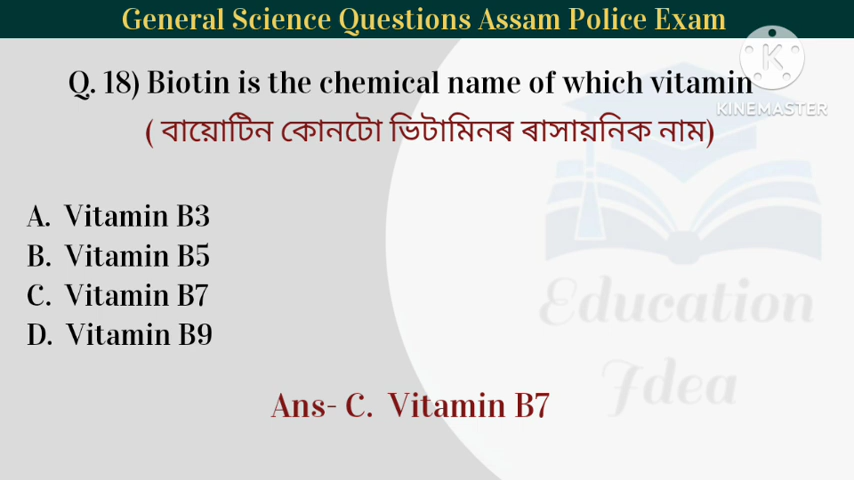 General Science Questions Assam Police Exam
K
KINEMASTER
Q. 18) Biotin is the chemical name of which vitamin
( বায়োটিন কোনটো ভিটামিনৰ ৰাসায়নিক নাম)
A. Vitamin B3
B. Vitamin B5
C. Vitamin B7
D. Vitamin B9
Education
Idea
Ans- C. Vitamin B7